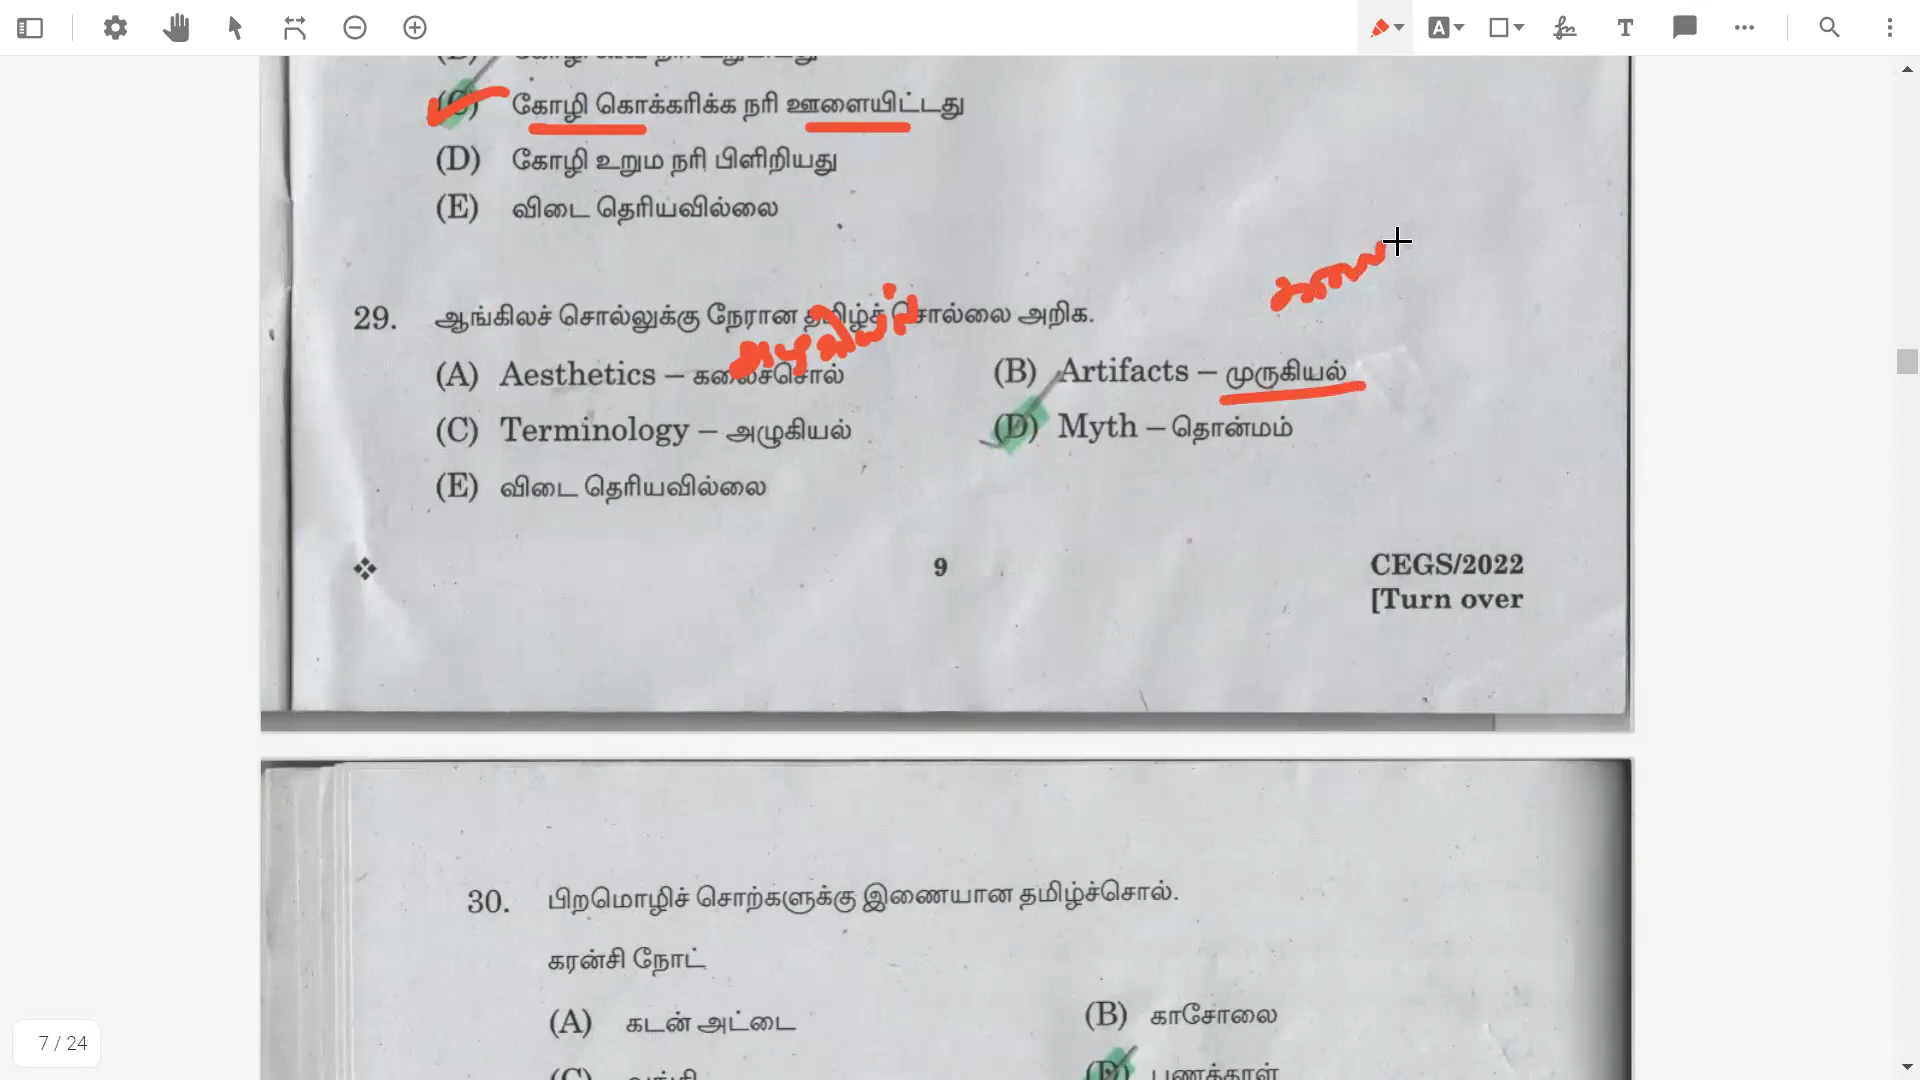 (C) கோழி கொக்கரிக்க நரி ஊளையிட்டது
(D) கோழி உறும நரி பிளிறியது
(E) விடை தெரியவில்லை
29. ஆங்கிலச் சொல்லுக்கு நேரான தமிழ்ச் சொல்லை அறிக.
(A) Aesthetics – கலைச்சொல் (B) Artifacts – முருகியல்
(C) Terminology – அழுகியல் (D) Myth – தொன்மம்
(E) விடை தெரியவில்லை
9
CEGS/2022
[Turn over
30. பிறமொழிச் சொற்களுக்கு இணையான தமிழ்ச்சொல்.
கரன்சி நோட்
(A) கடன் அட்டை (B) காசோலை
7 / 24